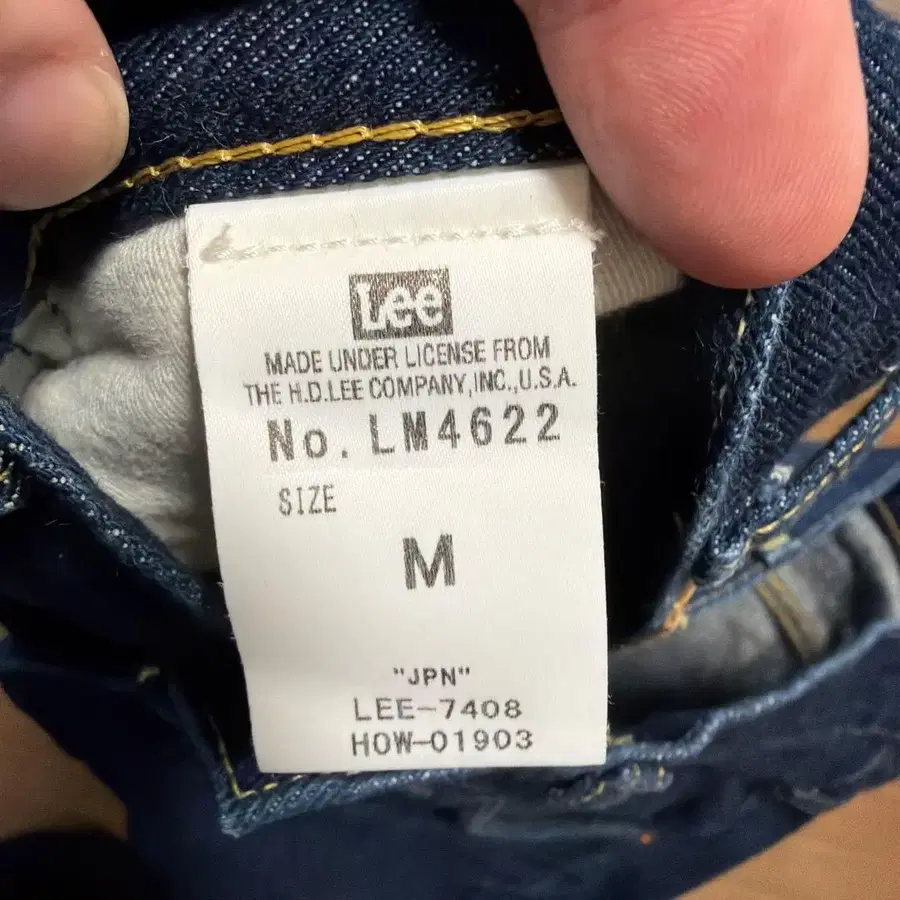 Lee
MADE UNDER LICENSE FROM
THE H.D.LEE COMPANY,INC.,U.S.A.
No. LM4622
SIZE
M
"JPN"
LEE-7408
HOW-01903